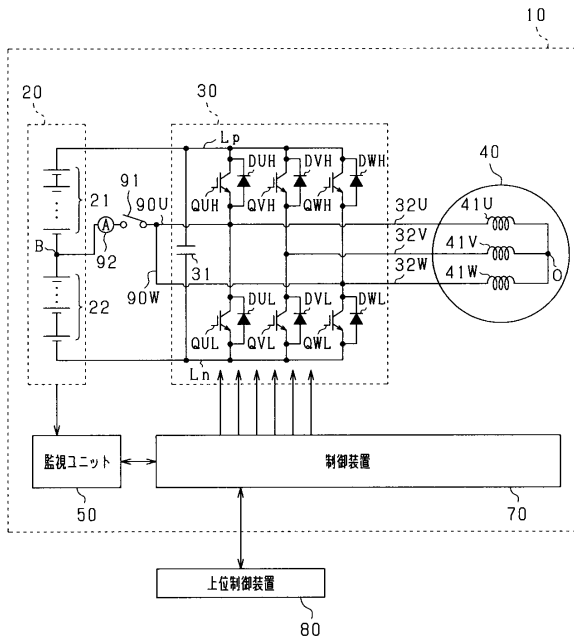 10
20
30
Lp
DUH
DVH
DWH
40
91
90U
21
QUH
QVH
QWH
32U
41U
B
A
92
32V
41V
31
90W
32W
41W
O
22
DUL
DVL
DWL
QUL
QVL
QWL
Ln
監視ユニット
制御装置
50
70
上位制御装置
80